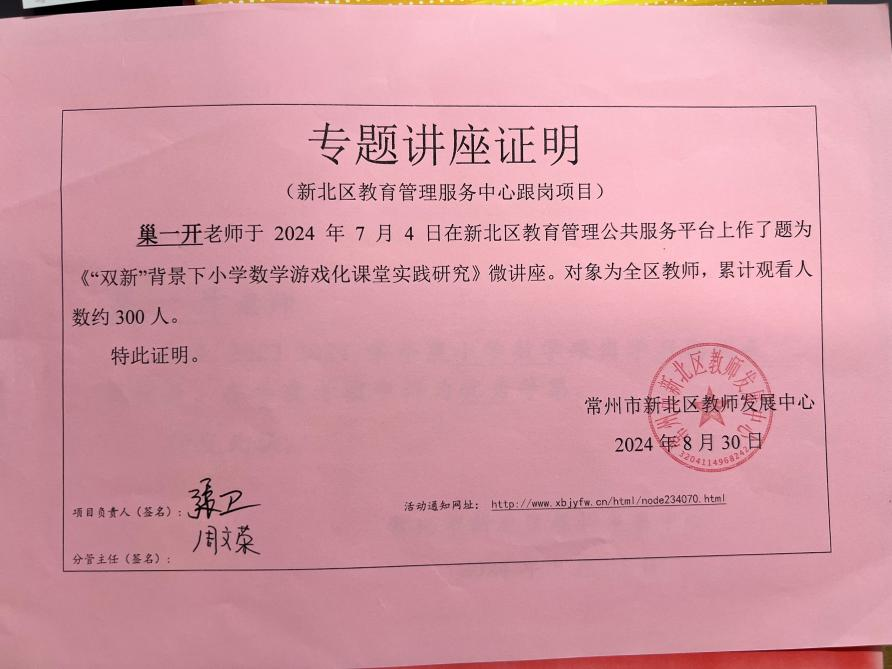 专题讲座证明
（新北区教育管理服务中心跟岗项目）
巢一开老师于 2024 年 7 月 4 日在新北区教育管理公共服务平台上作了题为
《“双新”背景下小学数学游戏化课堂实践研究》微讲座。对象为全区教师，累计观看人
数约 300 人。
特此证明。
常州市新北区教师发展中心
2024 年 8 月 30 日
常州市新北区教师发展中心
3204114968242
项目负责人（签名）：张卫
活动通知网址： http://www.xbjyfw.cn/html/node234070.html
周文荣
分管主任（签名）：